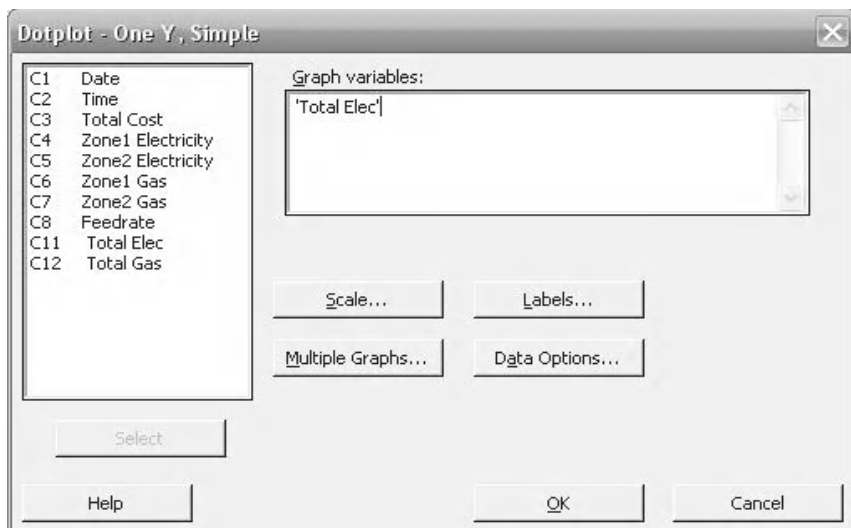 Dotplot - One Y, Simple
C1 Date
C2 Time
C3 Total Cost
C4 Zone1 Electricity
C5 Zone2 Electricity
C6 Zone1 Gas
C7 Zone2 Gas
C8 Feedrate
C11 Total Elec
C12 Total Gas
Graph variables:
'Total Elec'
Scale...
Labels...
Multiple Graphs...
Data Options...
Select
Help
OK
Cancel